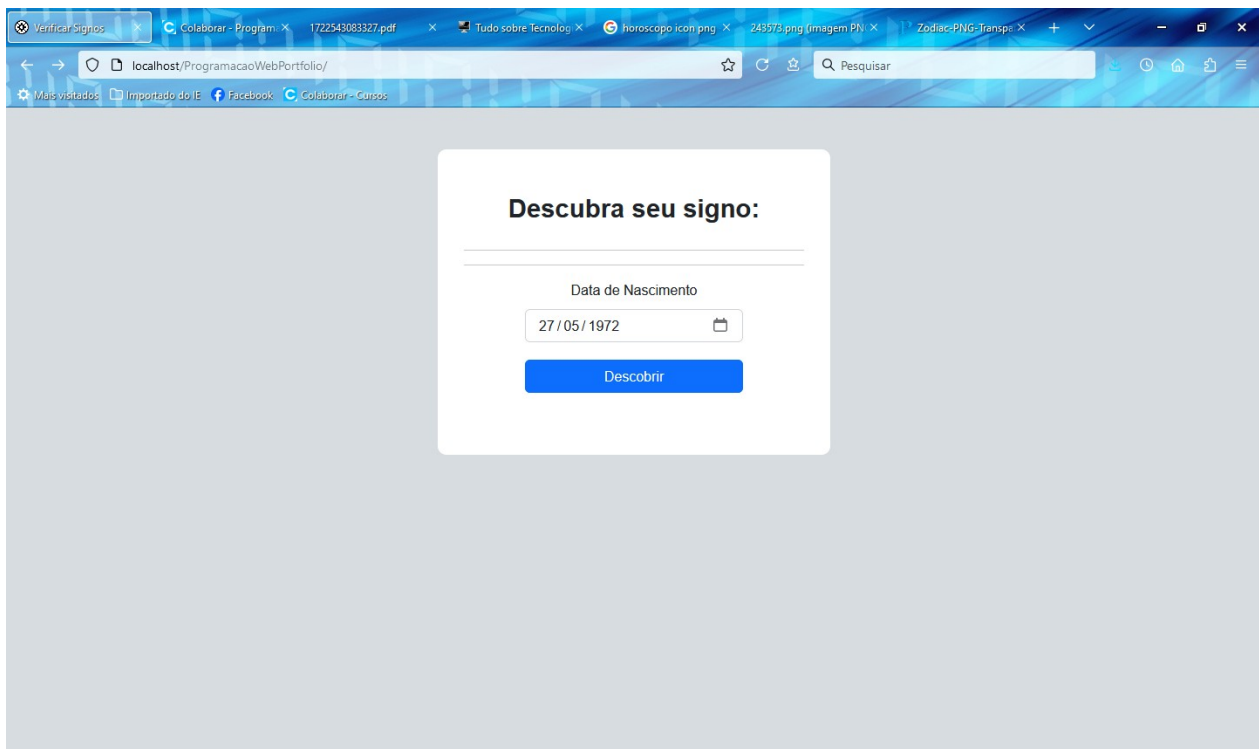 Verificar Signos Colaborar - Programa 1722543083327.pdf Tudo sobre Tecnolog horoscopo icon png 243573.png (imagem PN Zodiac-PNG-Transpa
localhost/ProgramacaoWebPortfolio/ Pesquisar
Mais visitados Importado do IE Facebook Colaborar - Cursos
Descubra seu signo:
Data de Nascimento
27/05/1972
Descobrir